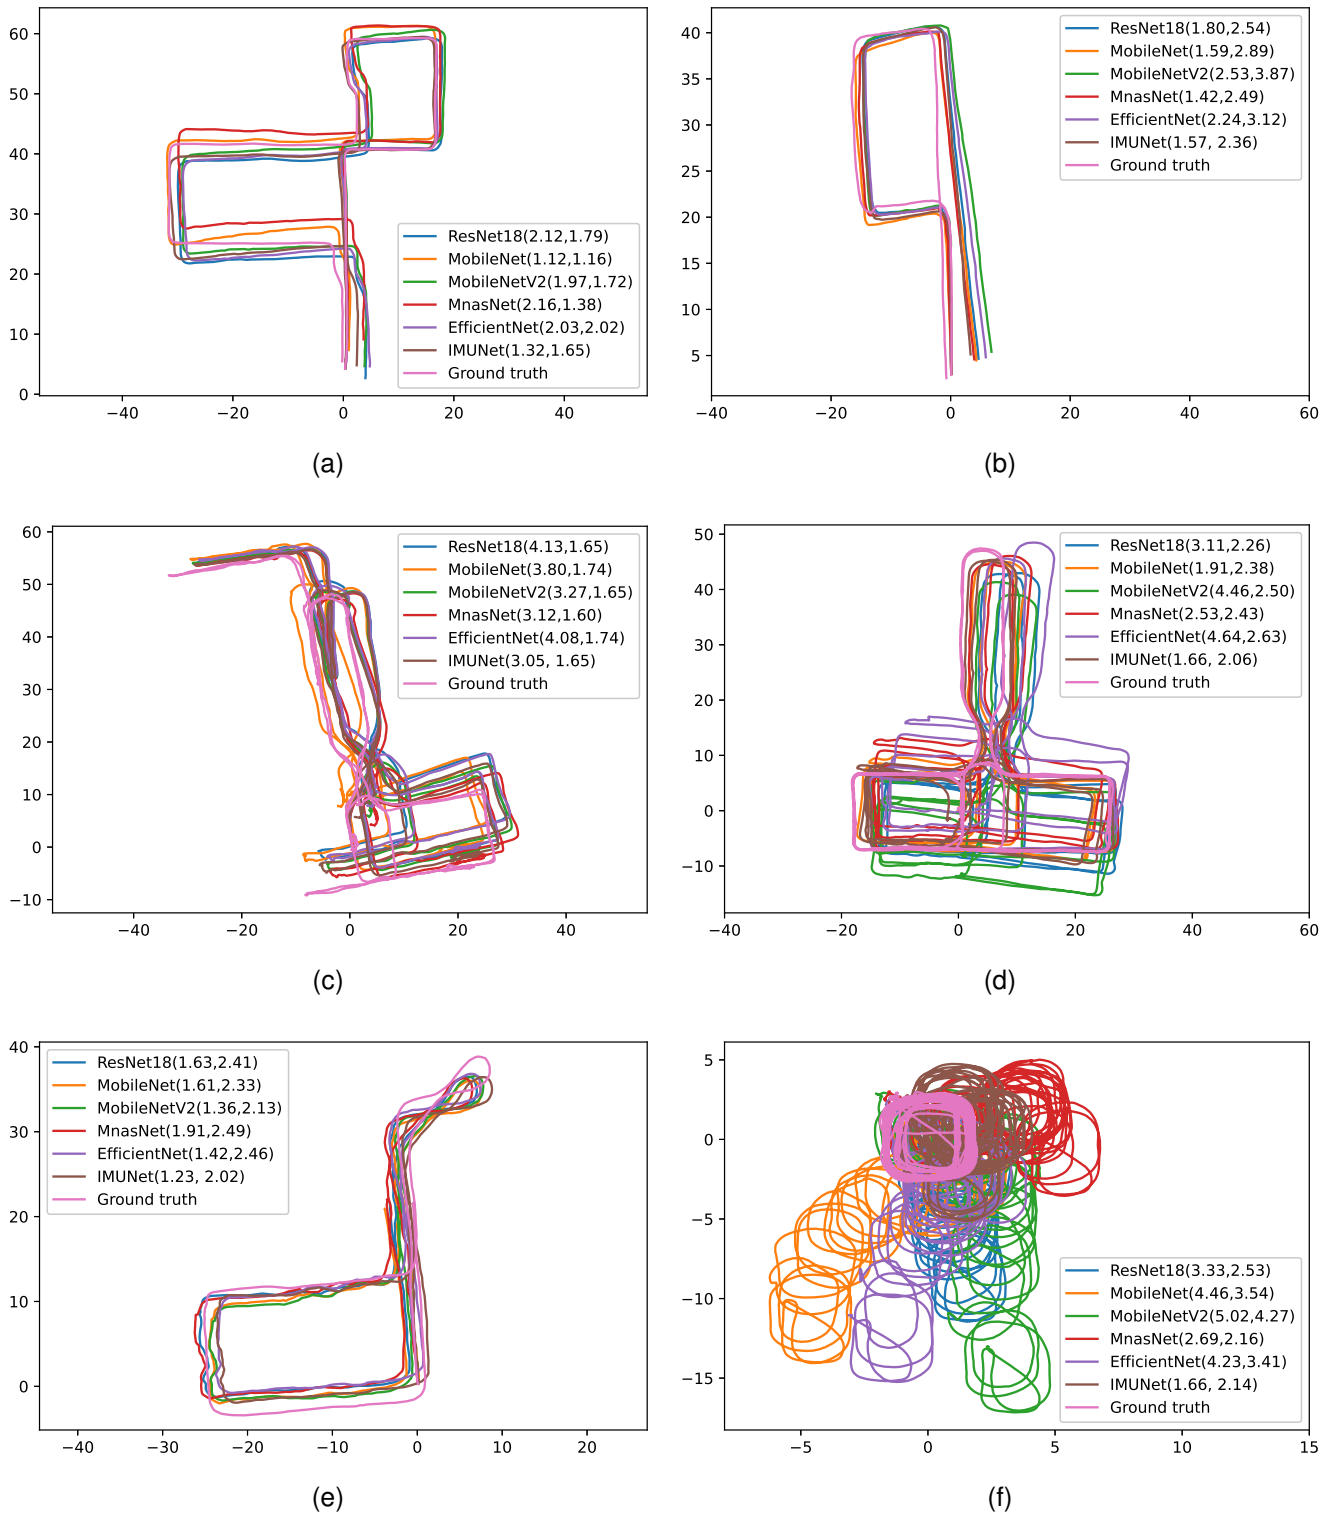 60
50
40
30
20
10
0
−40
−20
0
20
40
ResNet18(2.12,1.79)
MobileNet(1.12,1.16)
MobileNetV2(1.97,1.72)
MnasNet(2.16,1.38)
EfficientNet(2.03,2.02)
IMUNet(1.32,1.65)
Ground truth
(a)
40
35
30
25
20
15
10
5
−40
−20
0
20
40
60
ResNet18(1.80,2.54)
MobileNet(1.59,2.89)
MobileNetV2(2.53,3.87)
MnasNet(1.42,2.49)
EfficientNet(2.24,3.12)
IMUNet(1.57, 2.36)
Ground truth
(b)
60
50
40
30
20
10
0
−10
−40
−20
0
20
40
ResNet18(4.13,1.65)
MobileNet(3.80,1.74)
MobileNetV2(3.27,1.65)
MnasNet(3.12,1.60)
EfficientNet(4.08,1.74)
IMUNet(3.05, 1.65)
Ground truth
(c)
50
40
30
20
10
0
−10
−40
−20
0
20
40
60
ResNet18(3.11,2.26)
MobileNet(1.91,2.38)
MobileNetV2(4.46,2.50)
MnasNet(2.53,2.43)
EfficientNet(4.64,2.63)
IMUNet(1.66, 2.06)
Ground truth
(d)
40
30
20
10
0
−40
−30
−20
−10
0
10
20
ResNet18(1.63,2.41)
MobileNet(1.61,2.33)
MobileNetV2(1.36,2.13)
MnasNet(1.91,2.49)
EfficientNet(1.42,2.46)
IMUNet(1.23, 2.02)
Ground truth
(e)
5
0
−5
−10
−15
−5
0
5
10
15
ResNet18(3.33,2.53)
MobileNet(4.46,3.54)
MobileNetV2(5.02,4.27)
MnasNet(2.69,2.16)
EfficientNet(4.23,3.41)
IMUNet(1.66, 2.14)
Ground truth
(f)